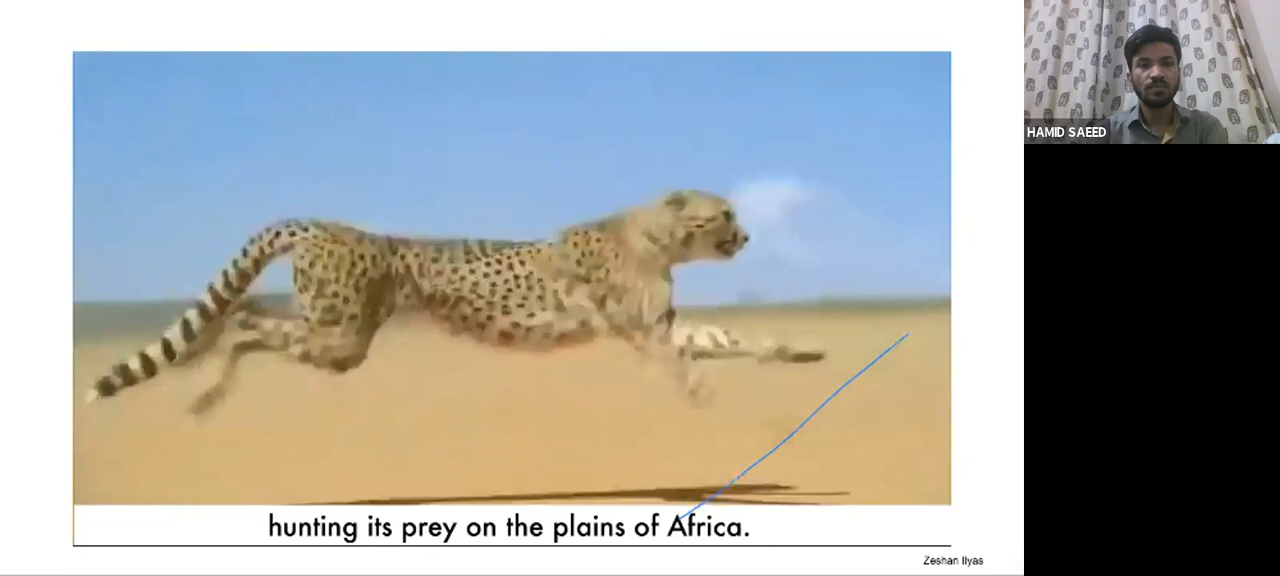 HAMID SAEED
hunting its prey on the plains of Africa.
Zeshan Ilyas